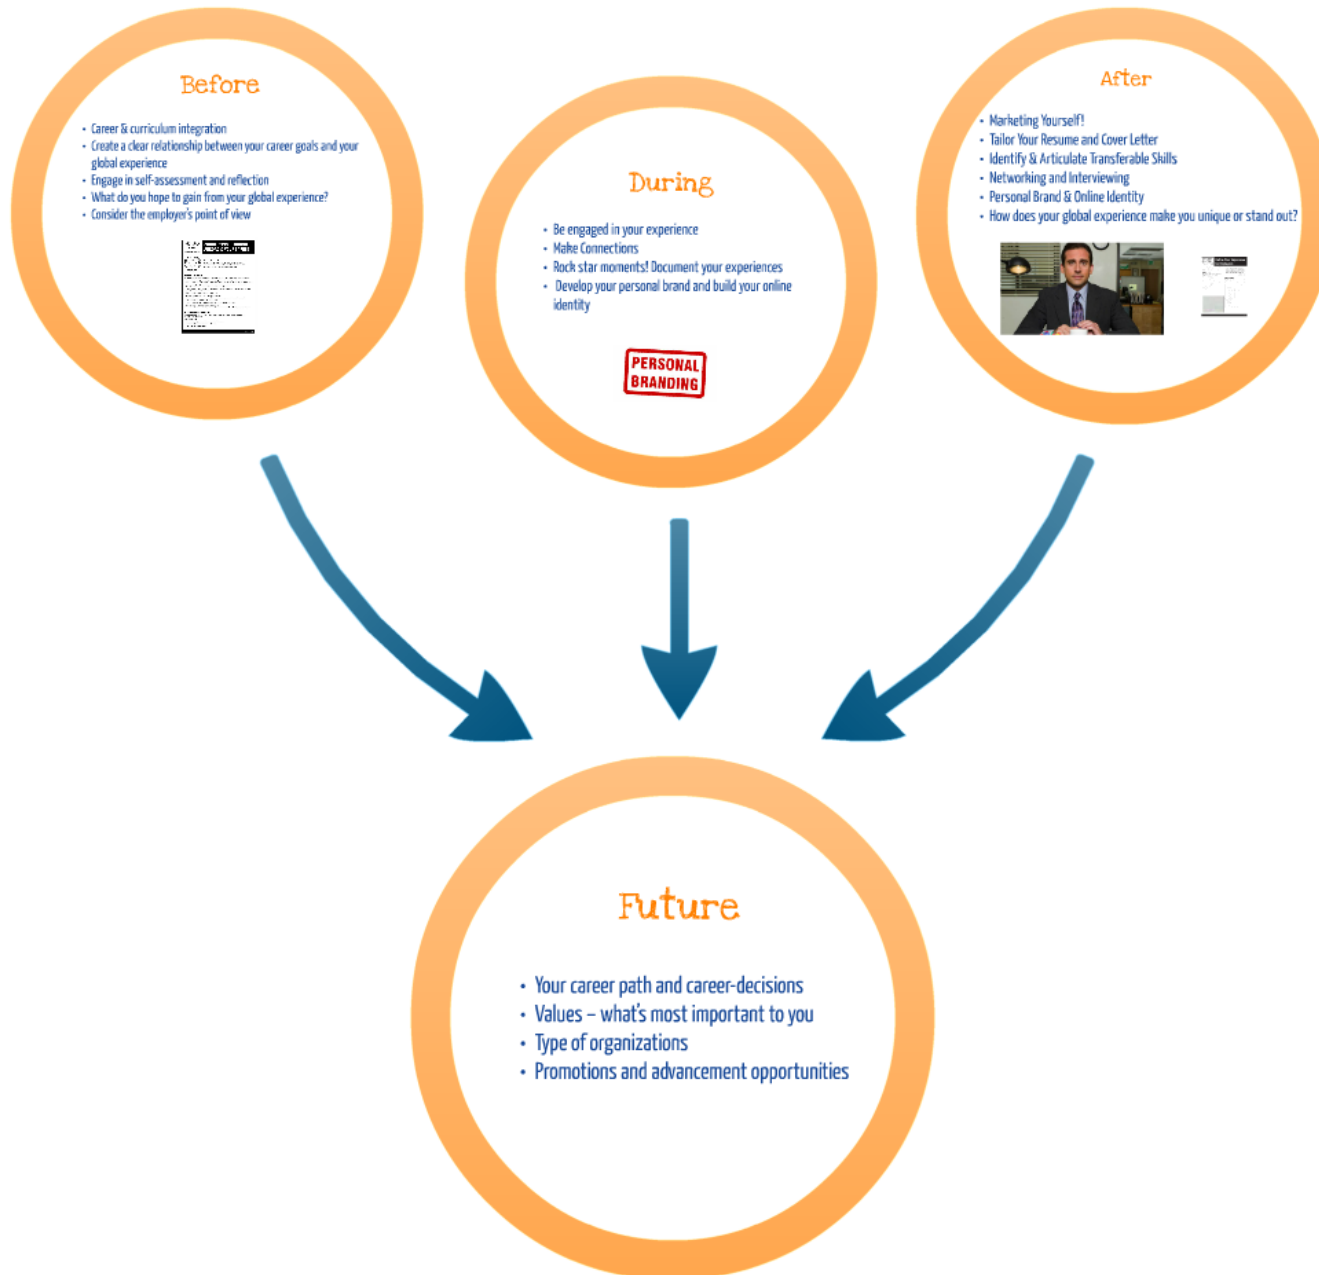 Before
• Career & curriculum integration
• Create a clear relationship between your career goals and your
global experience
• Engage in self-assessment and reflection
• What do you hope to gain from your global experience?
• Consider the employer's point of view
During
• Be engaged in your experience
• Make Connections
• Rock star moments! Document your experiences
• Develop your personal brand and build your online
identity
PERSONAL
BRANDING
After
• Marketing Yourself!
• Tailor Your Resume and Cover Letter
• Identify & Articulate Transferable Skills
• Networking and Interviewing
• Personal Brand & Online Identity
• How does your global experience make you unique or stand out?
Future
• Your career path and career-decisions
• Values – what's most important to you
• Type of organizations
• Promotions and advancement opportunities